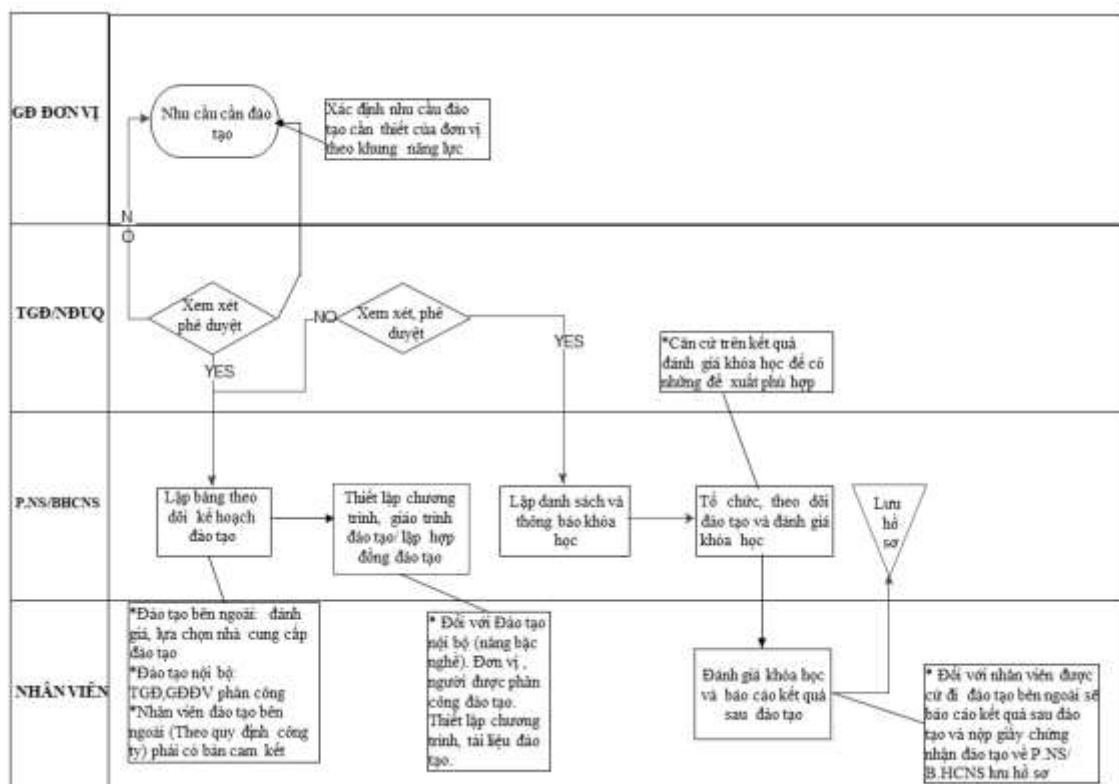 GĐ ĐƠN VỊ
Nhu cầu cần đào
tạo
Xác định nhu cầu đào
tạo cần thiết của đơn vị
theo khung năng lực
N
O
TGĐ/NĐUQ
Xem xét
phê duyệt
NO
Xem xét, phê
duyệt
YES
YES
*Căn cứ trên kết quả
đánh giá khóa học để có
những đề xuất phù hợp
P.NS/BHCNS
Lập bảng theo
dõi kế hoạch
đào tạo
Thiết lập chương
trình, giáo trình
đào tạo/ lập hợp
đồng đào tạo
Lập danh sách và
thông báo khóa
học
Tổ chức, theo dõi
đào tạo và đánh giá
khóa học
Lưu
hồ
sơ
NHÂN VIÊN
*Đào tạo bên ngoài: đánh
giá, lựa chọn nhà cung cấp
đào tạo
*Đào tạo nội bộ:
TGĐ,GĐĐV phân công
*Nhân viên đào tạo bên
ngoài (Theo quy định công
ty) phải có bản cam kết
* Đối với Đào tạo
nội bộ (nâng bậc
nghề). Đơn vị ,
người được phân
công đào tạo.
Thiết lập chương
trình, tài liệu đào
tạo.
Đánh giá khóa học
và báo cáo kết quả
sau đào tạo
* Đối với nhân viên được
cử đi đào tạo bên ngoài sẽ
báo cáo kết quả sau đào
tạo và nộp giấy chứng
nhận đào tạo về P.NS/
B.HCNS lưu hồ sơ